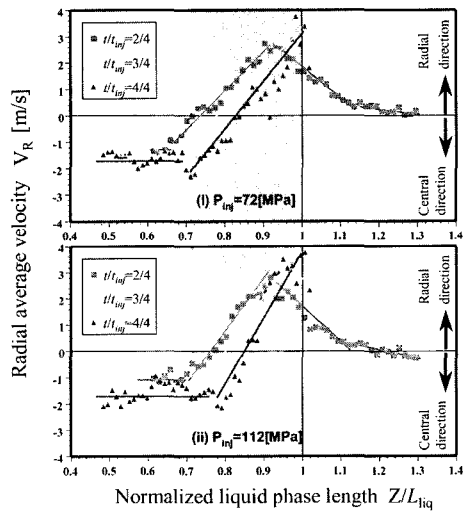 Radial average velocity V_R [m/s]
4
3
2
1
0
-1
-2
-3
-4
t/t_inj=2/4
t/t_inj=3/4
t/t_inj=4/4
Radial direction
Central direction
(i) P_inj=72[MPa]
0.4 0.5 0.6 0.7 0.8 0.9 1 1.1 1.2 1.3 1.4
4
3
2
1
0
-1
-2
-3
-4
t/t_inj=2/4
t/t_inj=3/4
t/t_inj=4/4
Radial direction
Central direction
(ii) P_inj=112[MPa]
0.4 0.5 0.6 0.7 0.8 0.9 1 1.1 1.2 1.3 1.4
Normalized liquid phase length Z/L_liq